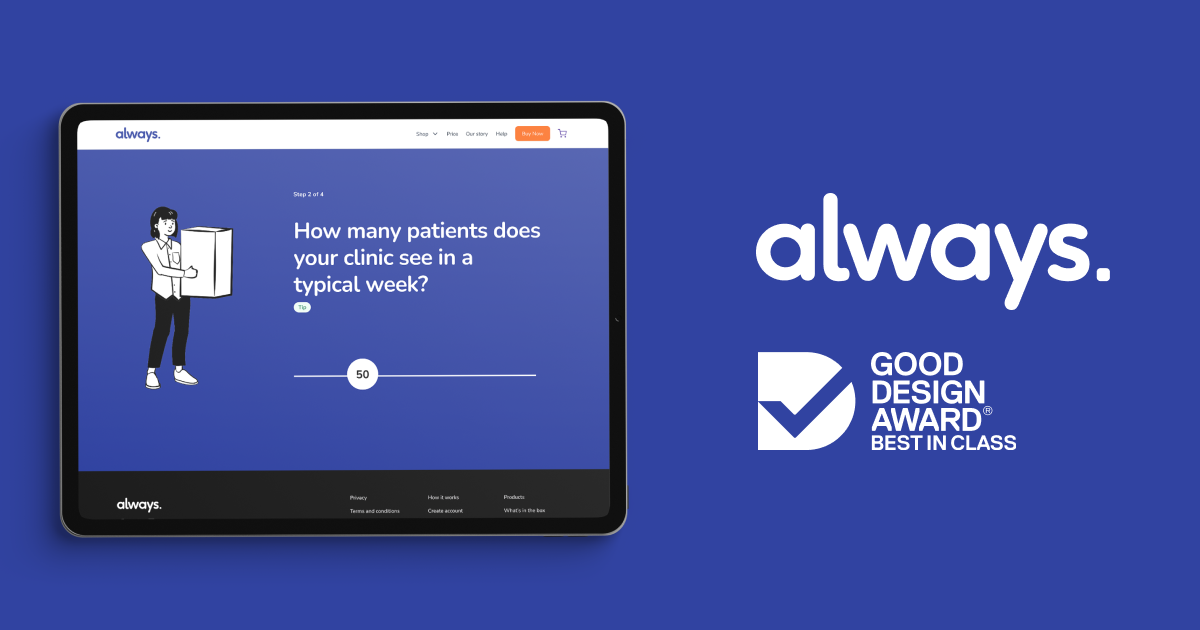 always.
Shop Price Our story Help Buy Now
Step 2 of 4
How many patients does
your clinic see in a
typical week?
Tip
50
always.
Privacy How it works Products
Terms and conditions Create account What's in the box
always.
GOOD
DESIGN
AWARD®
BEST IN CLASS